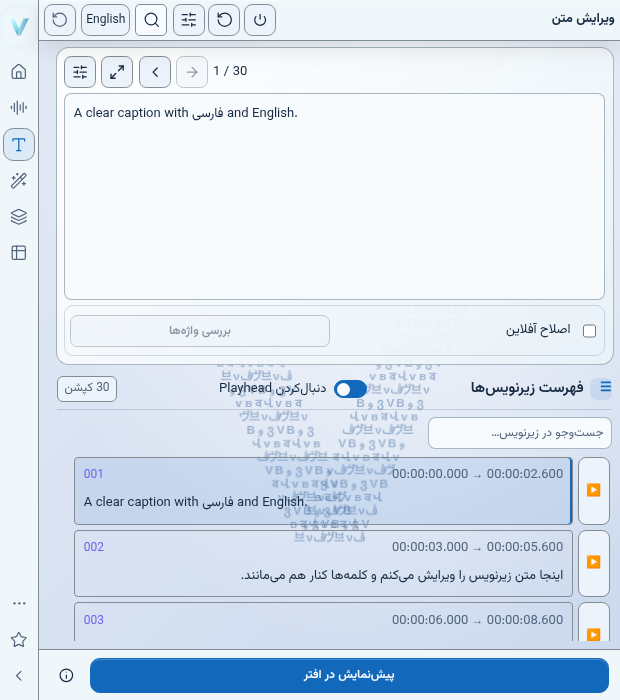 ویرایش متن
English
1 / 30
A clear caption with فارسی and English.
اصلاح آفلاین
بررسی واژه‌ها
فهرست زیرنویس‌ها
دنبال‌کردن Playhead
30 کپشن
جست‌وجو در زیرنویس...
001
00:00:00.000 → 00:00:02.600
A clear caption with فارسی and English.
002
00:00:03.000 → 00:00:05.600
اینجا متن زیرنویس را ویرایش می‌کنم و کلمه‌ها کنار هم می‌مانند.
003
00:00:06.000 → 00:00:08.600
پیش‌نمایش در افتر